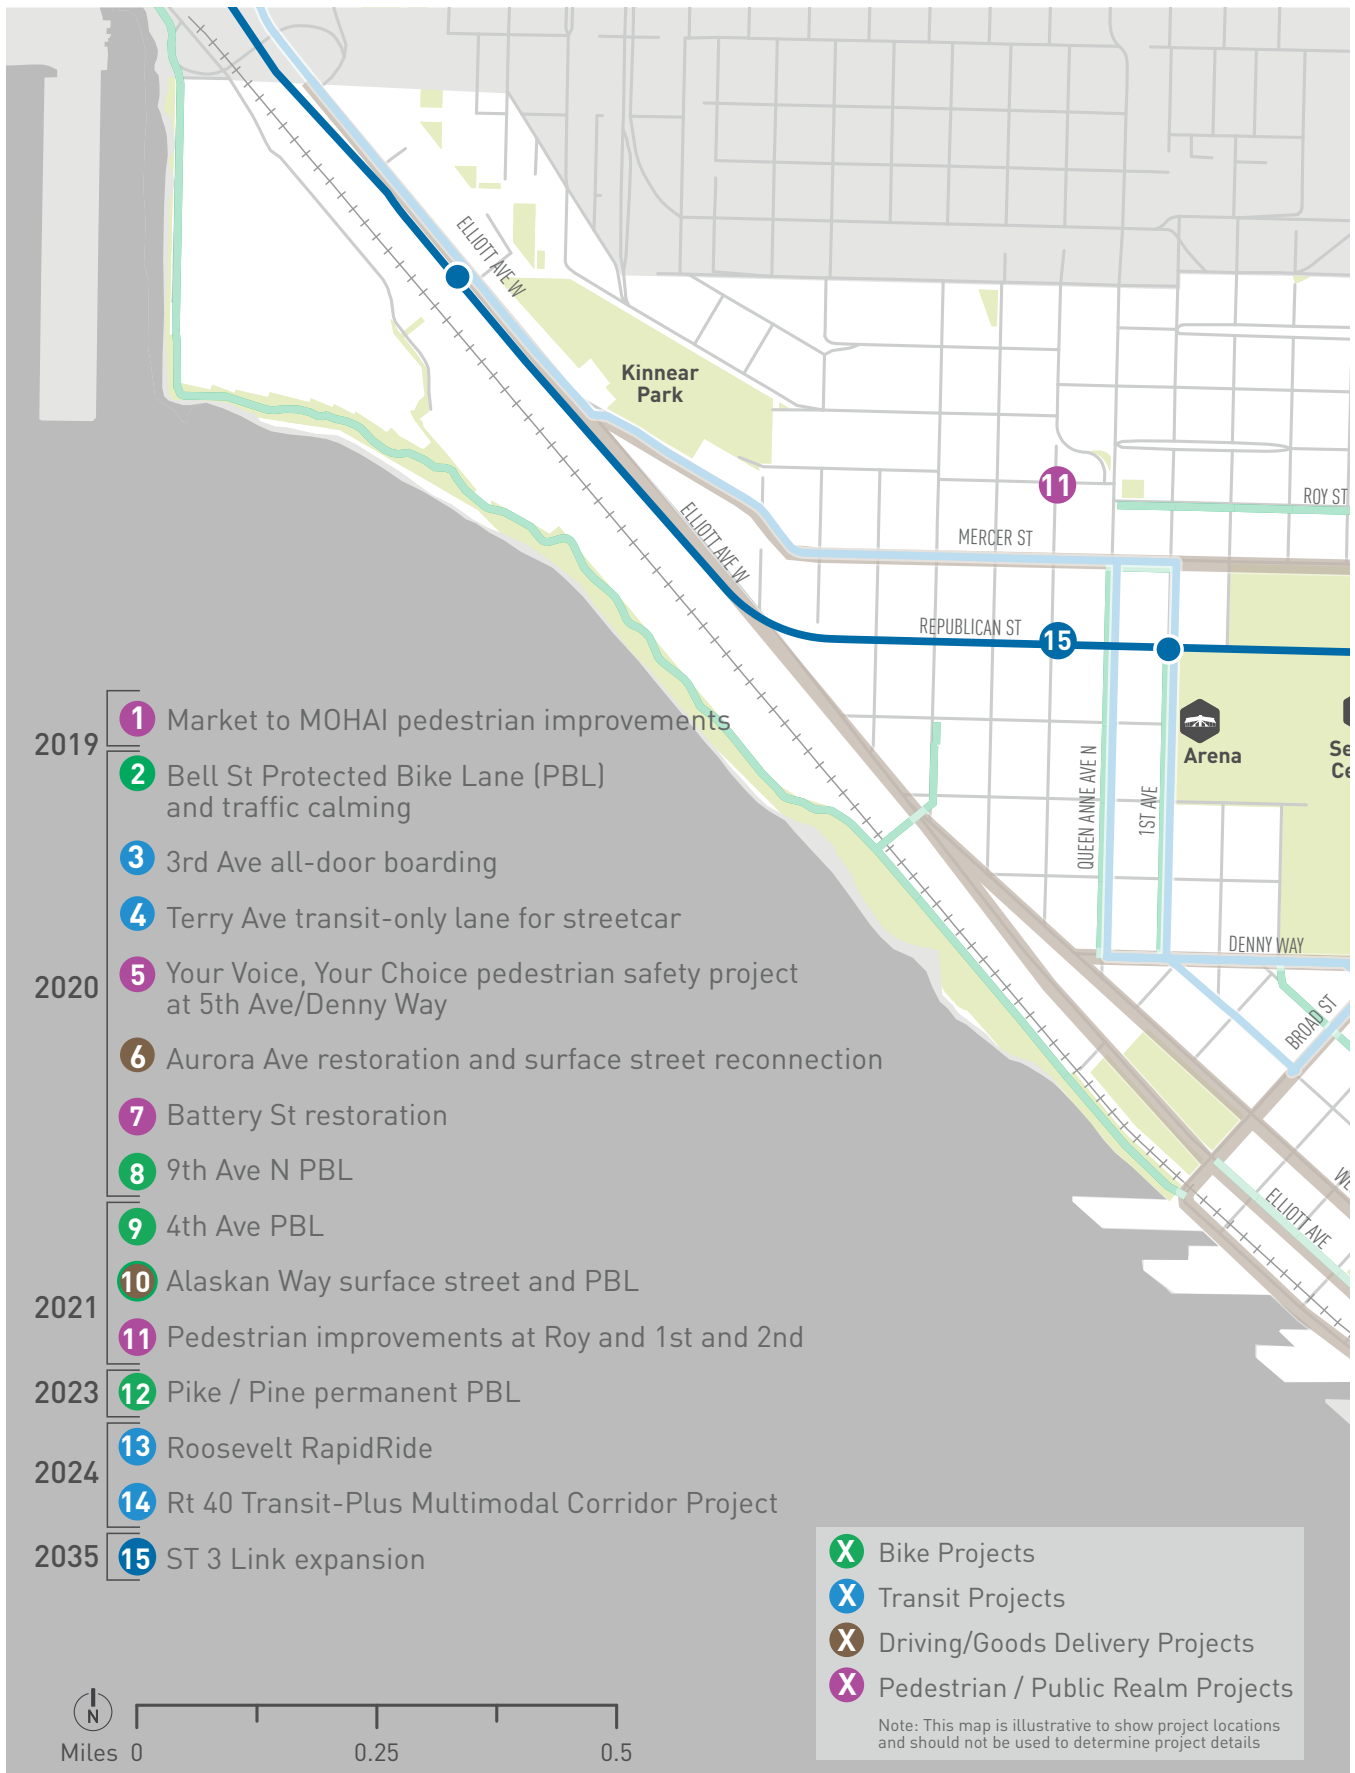 ELLIOTT AVE W
Kinnear
Park
11
ROY ST
ELLIOTT AVE W
MERCER ST
REPUBLICAN ST
15
Arena
Se
Ce
QUEEN ANNE AVE N
1ST AVE
DENNY WAY
BROAD ST
ELLIOTT AVE
WE
2019
1 Market to MOHAI pedestrian improvements
2 Bell St Protected Bike Lane (PBL)
and traffic calming
3 3rd Ave all-door boarding
4 Terry Ave transit-only lane for streetcar
2020
5 Your Voice, Your Choice pedestrian safety project
at 5th Ave/Denny Way
6 Aurora Ave restoration and surface street reconnection
7 Battery St restoration
8 9th Ave N PBL
9 4th Ave PBL
10 Alaskan Way surface street and PBL
2021
11 Pedestrian improvements at Roy and 1st and 2nd
2023 12 Pike / Pine permanent PBL
13 Roosevelt RapidRide
2024
14 Rt 40 Transit-Plus Multimodal Corridor Project
2035 15 ST 3 Link expansion
X Bike Projects
X Transit Projects
X Driving/Goods Delivery Projects
X Pedestrian / Public Realm Projects
Note: This map is illustrative to show project locations
and should not be used to determine project details
N
Miles 0 0.25 0.5